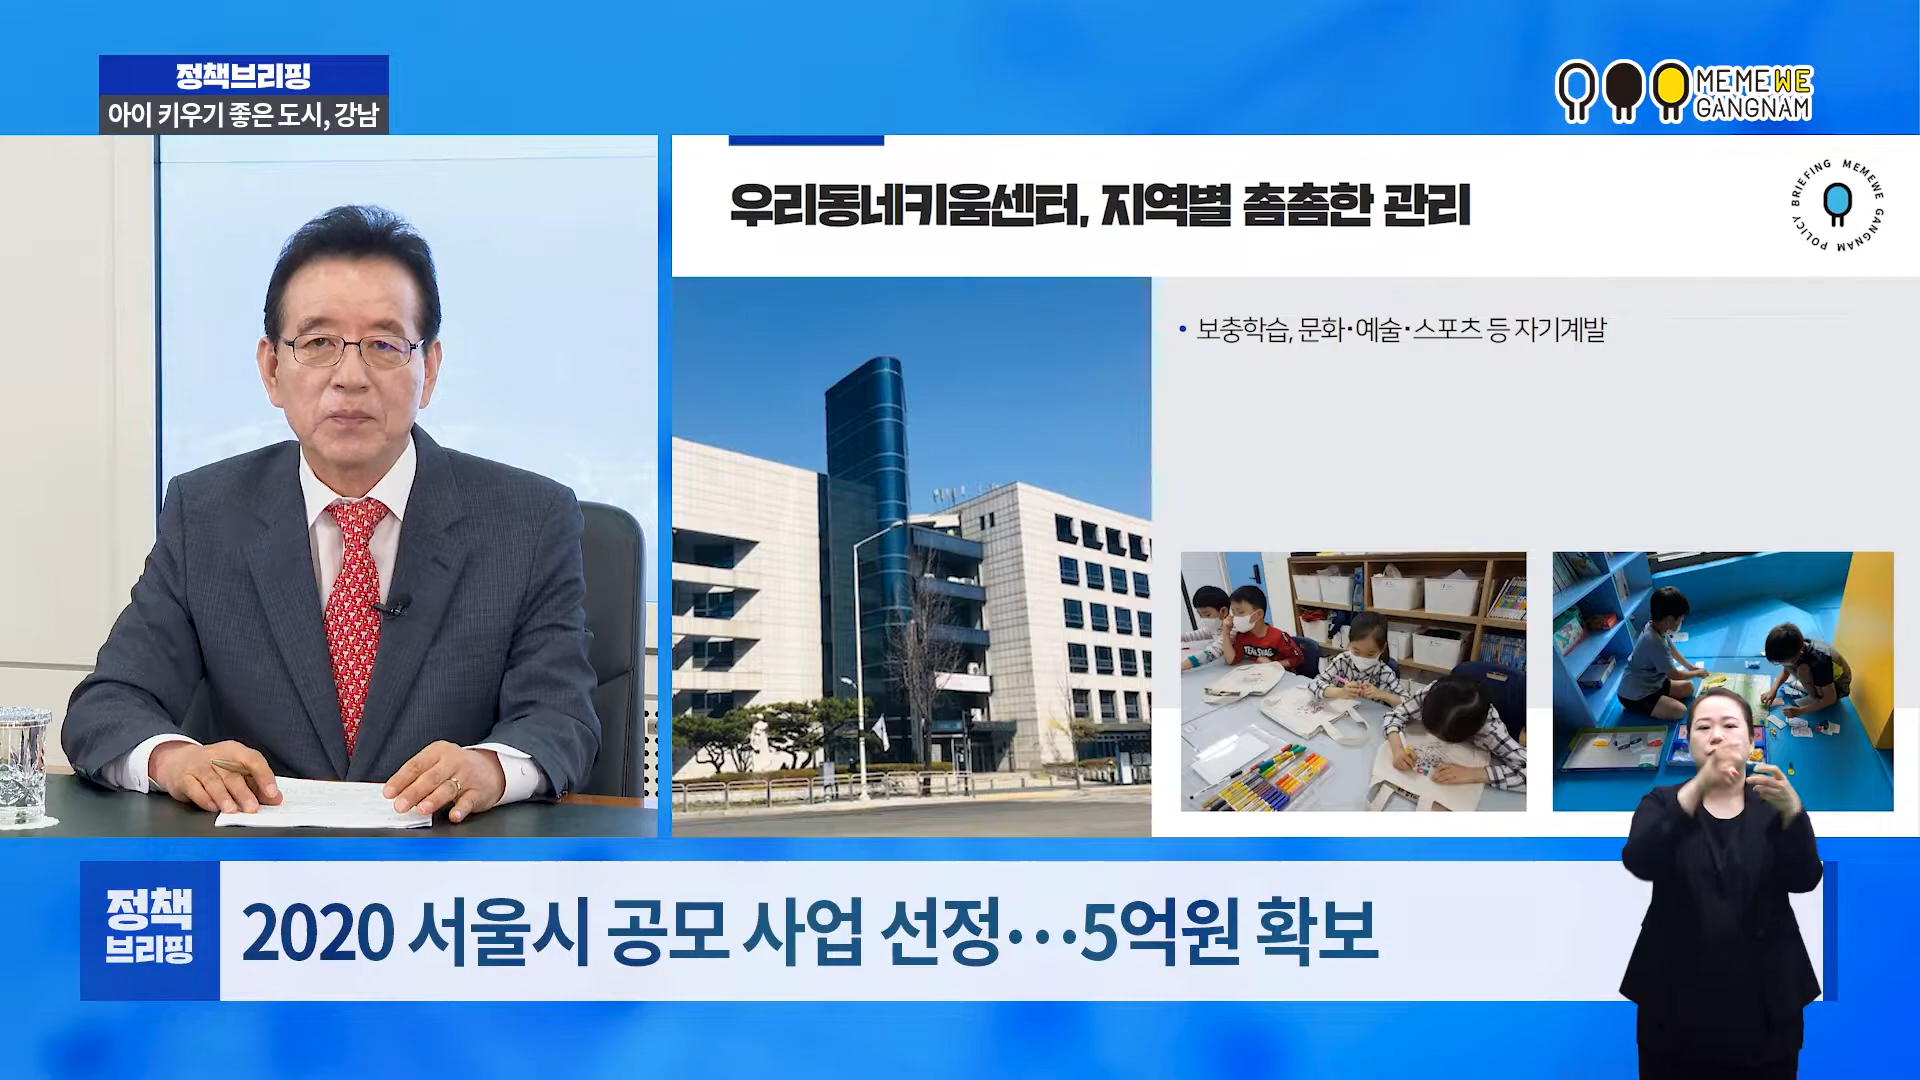 정책브리핑
아이 키우기 좋은 도시, 강남
MEMEWE
GANGNAM
우리동네키움센터, 지역별 촘촘한 관리
POLICY BRIEFING MEMEWE GANGNAM
• 보충학습, 문화·예술·스포츠 등 자기계발
정책
브리핑
2020 서울시 공모 사업 선정…5억원 확보